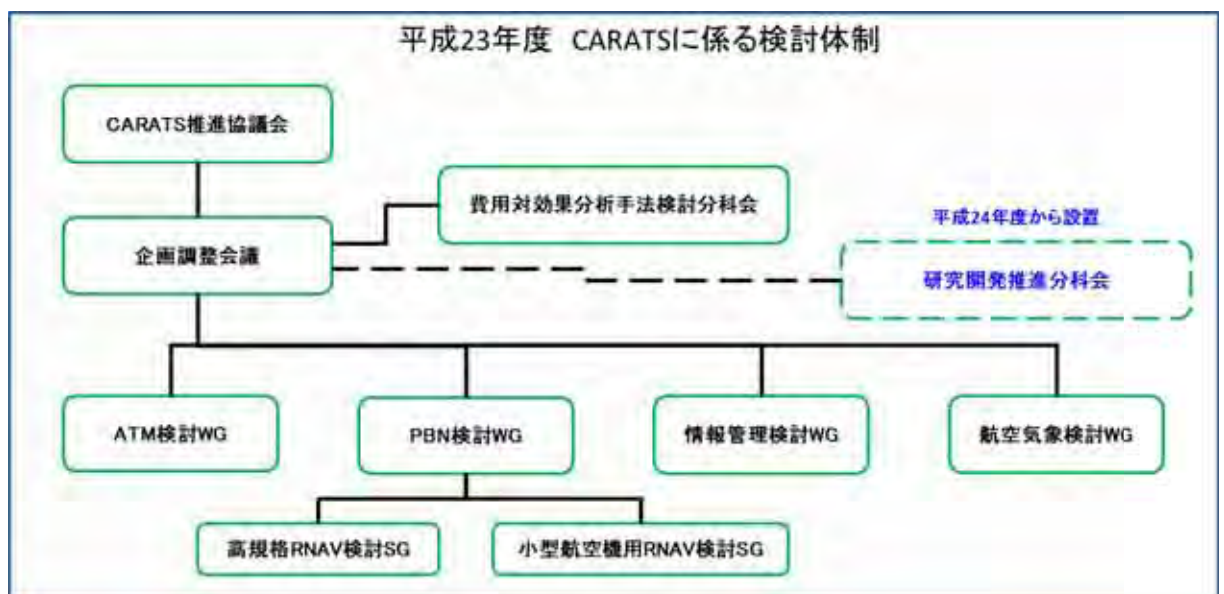 平成23年度 CARATSに係る検討体制
CARATS推進協議会
費用対効果分析手法検討分科会
平成24年度から設置
企画調整会議
研究開発推進分科会
ATM検討WG
PBN検討WG
情報管理検討WG
航空気象検討WG
高規格RNAV検討SG
小型航空機用RNAV検討SG